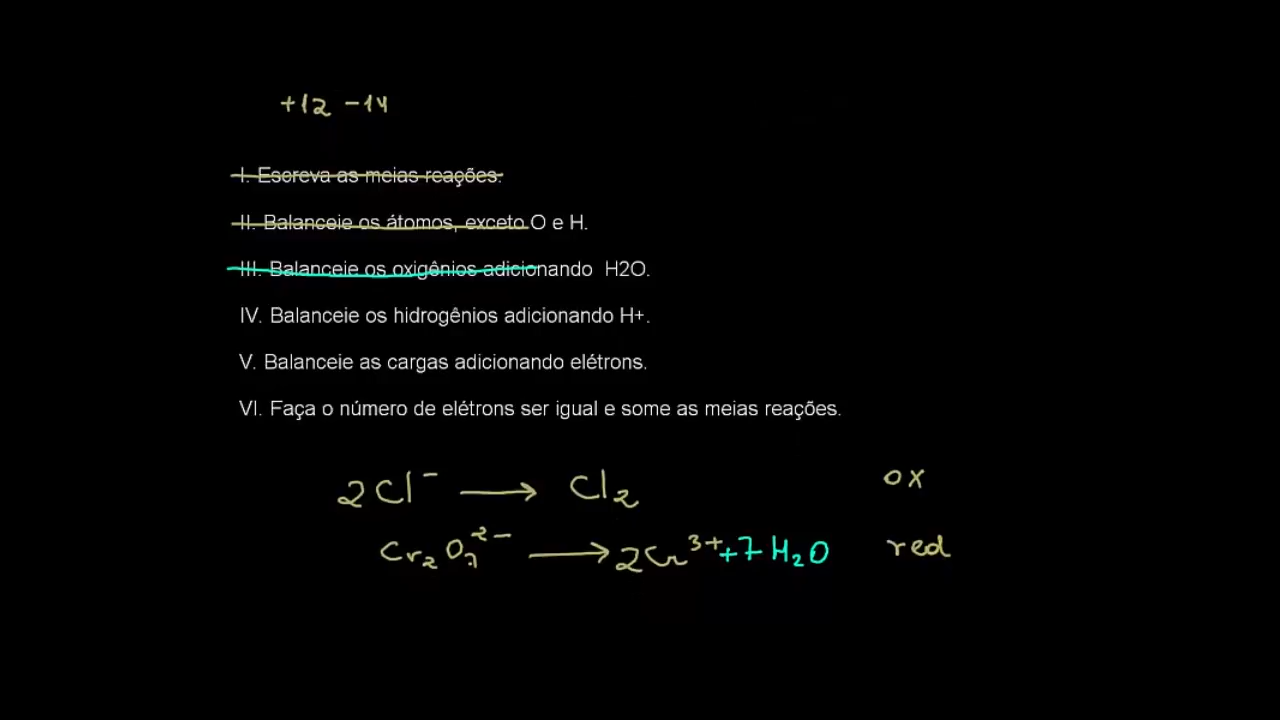 +12 -14
I. Escreva as meias reações.
II. Balanceie os átomos, exceto O e H.
III. Balanceie os oxigênios adicionando H2O.
IV. Balanceie os hidrogênios adicionando H+.
V. Balanceie as cargas adicionando elétrons.
VI. Faça o número de elétrons ser igual e some as meias reações.
2Cl⁻ ⟶ Cl₂ ox
Cr₂O₇²⁻ ⟶ 2Cr³⁺+7H₂O red